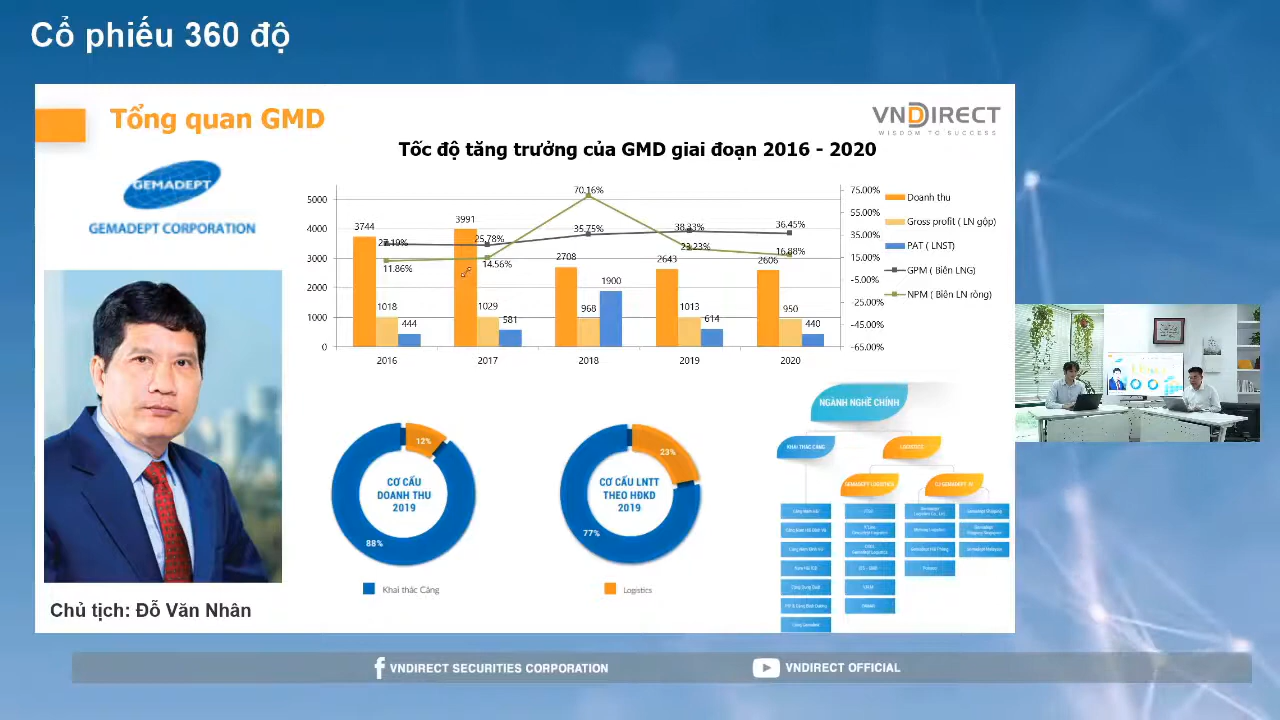 Cổ phiếu 360 độ
Tổng quan GMD
VNDIRECT
WISDOM TO SUCCESS
Tốc độ tăng trưởng của GMD giai đoạn 2016 - 2020
GEMADEPT
GEMADEPT CORPORATION
5000
4000
3000
2000
1000
0
75.00%
55.00%
35.00%
15.00%
-5.00%
-25.00%
-45.00%
-65.00%
3744
1018
444
11.86%
3991
1029
581
25.78%
14.56%
2708
968
1900
35.75%
70.16%
2643
1013
614
38.33%
23.23%
2606
950
440
36.45%
16.88%
2016
2017
2018
2019
2020
Doanh thu
Gross profit ( LN gộp)
PAT ( LNST)
GPM ( Biên LNG)
NPM ( Biên LN ròng)
12%
CƠ CẤU
DOANH THU
2019
88%
Khai thác Cảng
23%
CƠ CẤU LNTT
THEO HĐKD
2019
77%
Logistics
NGÀNH NGHỀ CHÍNH
KHAI THÁC CẢNG
LOGISTICS
GEMADEPT LOGISTICS
Chủ tịch: Đỗ Văn Nhân
VNDIRECT SECURITIES CORPORATION
VNDIRECT OFFICIAL